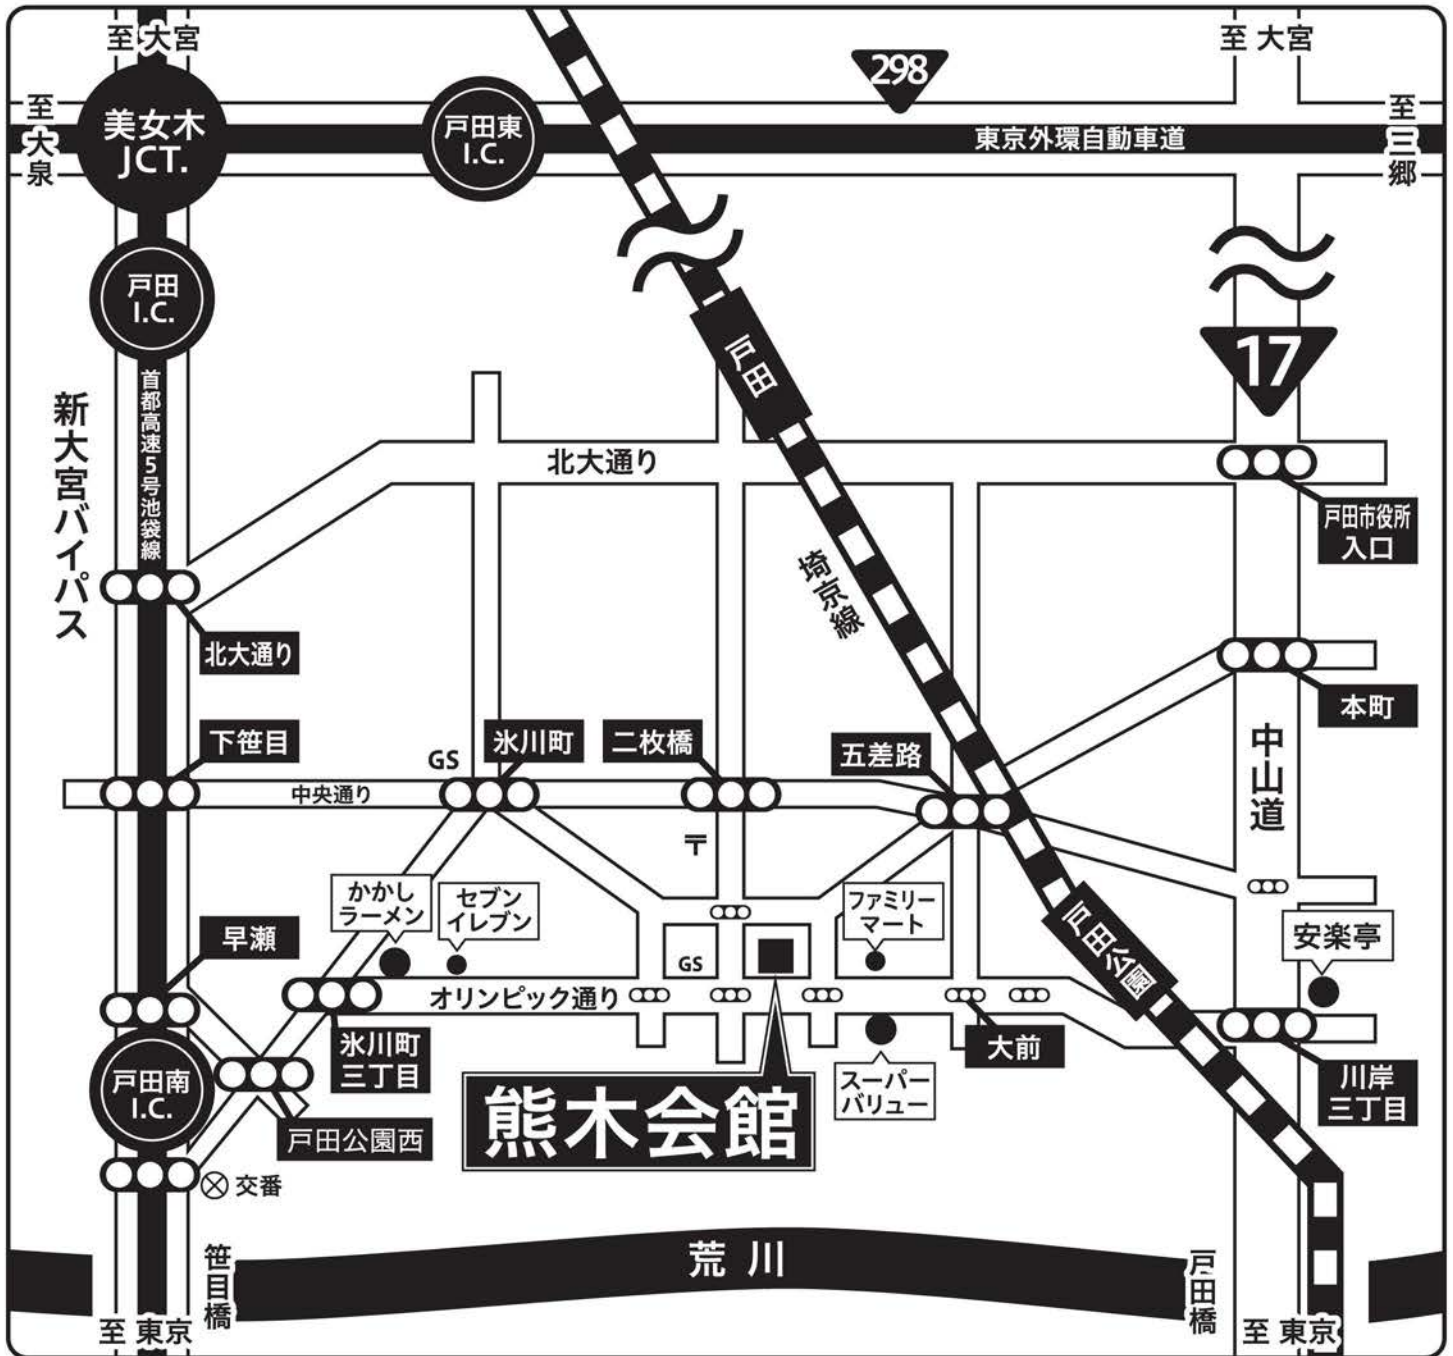 至 大宮
至 大宮
298
至大泉
美女木
JCT.
戸田東
I.C.
東京外環自動車道
至三郷
戸田
I.C.
戸田
17
首都高速5号池袋線
新大宮バイパス
北大通り
戸田市役所
入口
埼京線
北大通り
本町
下笹目
GS
氷川町
二枚橋
五差路
中山道
中央通り
〒
かかし
ラーメン
セブン
イレブン
ファミリー
マート
早瀬
GS
戸田公園
安楽亭
オリンピック通り
氷川町
三丁目
大前
戸田南
I.C.
スーパー
バリュー
川岸
三丁目
熊木会館
戸田公園西
交番
笹目橋
荒川
戸田橋
至 東京
至 東京